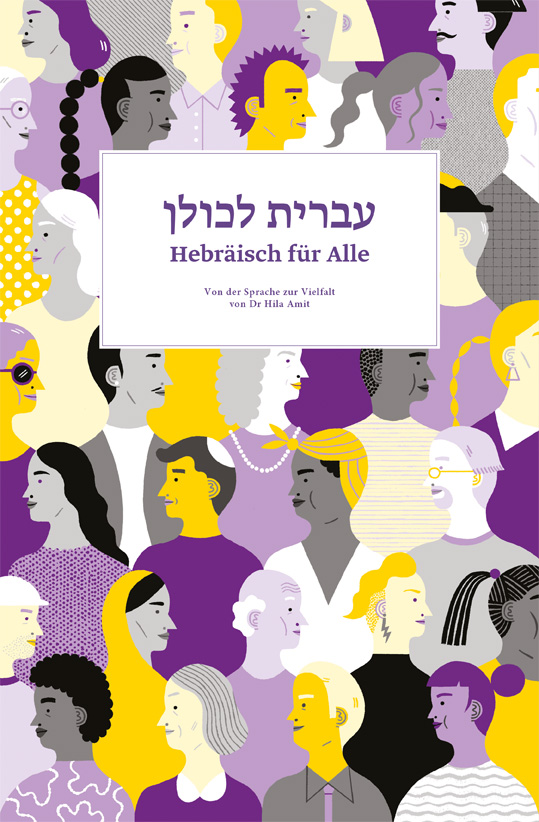 עברית לכולן
Hebräisch für Alle
Von der Sprache zur Vielfalt
von Dr Hila Amit